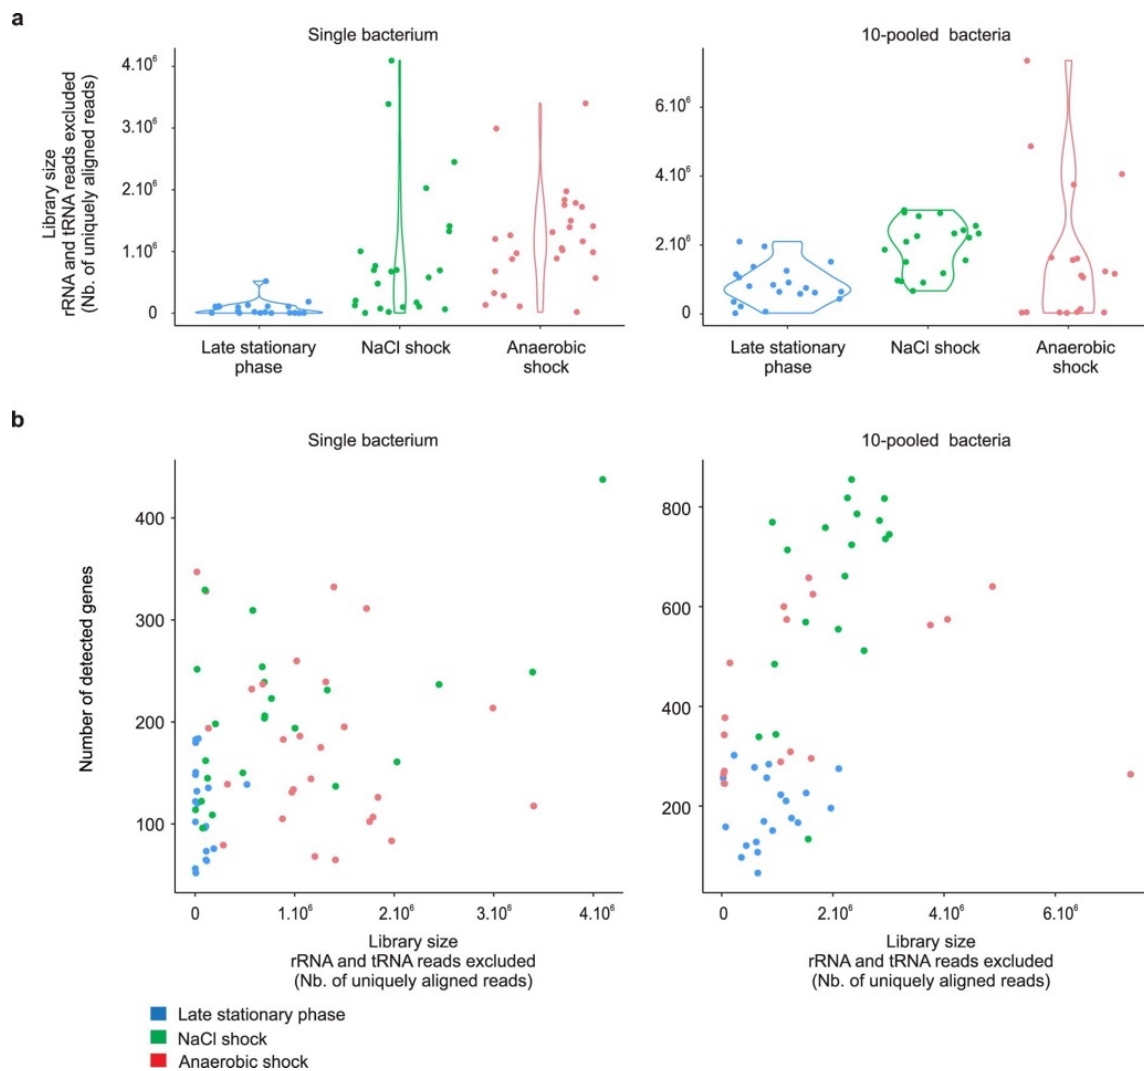 a
Single bacterium
10-pooled bacteria
Library size
rRNA and tRNA reads excluded
(Nb. of uniquely aligned reads)
4.10⁶
3.10⁶
2.10⁶
1.10⁶
0
6.10⁶
4.10⁶
2.10⁶
0
Late stationary
phase
NaCl shock
Anaerobic
shock
Late stationary
phase
NaCl shock
Anaerobic
shock
b
Single bacterium
10-pooled bacteria
Number of detected genes
400
300
200
100
800
600
400
200
0
1.10⁶
2.10⁶
3.10⁶
4.10⁶
0
2.10⁶
4.10⁶
6.10⁶
Library size
rRNA and tRNA reads excluded
(Nb. of uniquely aligned reads)
Library size
rRNA and tRNA reads excluded
(Nb. of uniquely aligned reads)
Late stationary phase
NaCl shock
Anaerobic shock